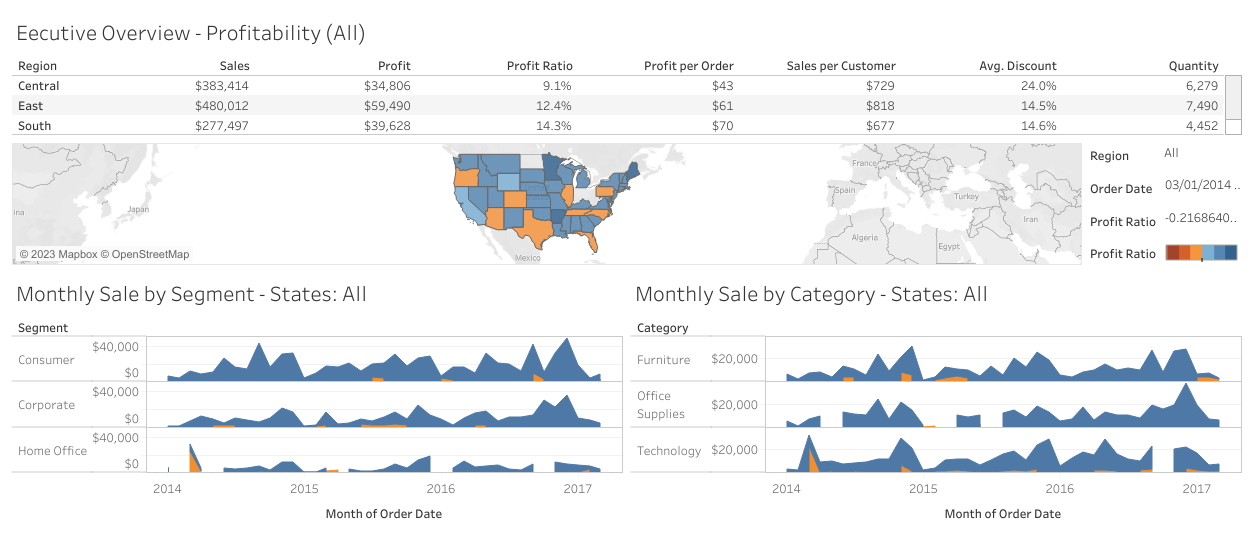 Eecutive Overview - Profitability (All)
Region Sales Profit Profit Ratio Profit per Order Sales per Customer Avg. Discount Quantity
Central $383,414 $34,806 9.1% $43 $729 24.0% 6,279
East $480,012 $59,490 12.4% $61 $818 14.5% 7,490
South $277,497 $39,628 14.3% $70 $677 14.6% 4,452
France
Spain
Turkey
Japan
ina
Iran
Algeria
Egypt
Mexico
© 2023 Mapbox © OpenStreetMap
Region All
Order Date 03/01/2014 ..
Profit Ratio -0.2168640..
Profit Ratio
Monthly Sale by Segment - States: All
Segment
Consumer $40,000 $0
Corporate $40,000 $0
Home Office $40,000 $0
2014 2015 2016 2017
Month of Order Date
Monthly Sale by Category - States: All
Category
Furniture $20,000
Office
Supplies $20,000
Technology $20,000
2014 2015 2016 2017
Month of Order Date